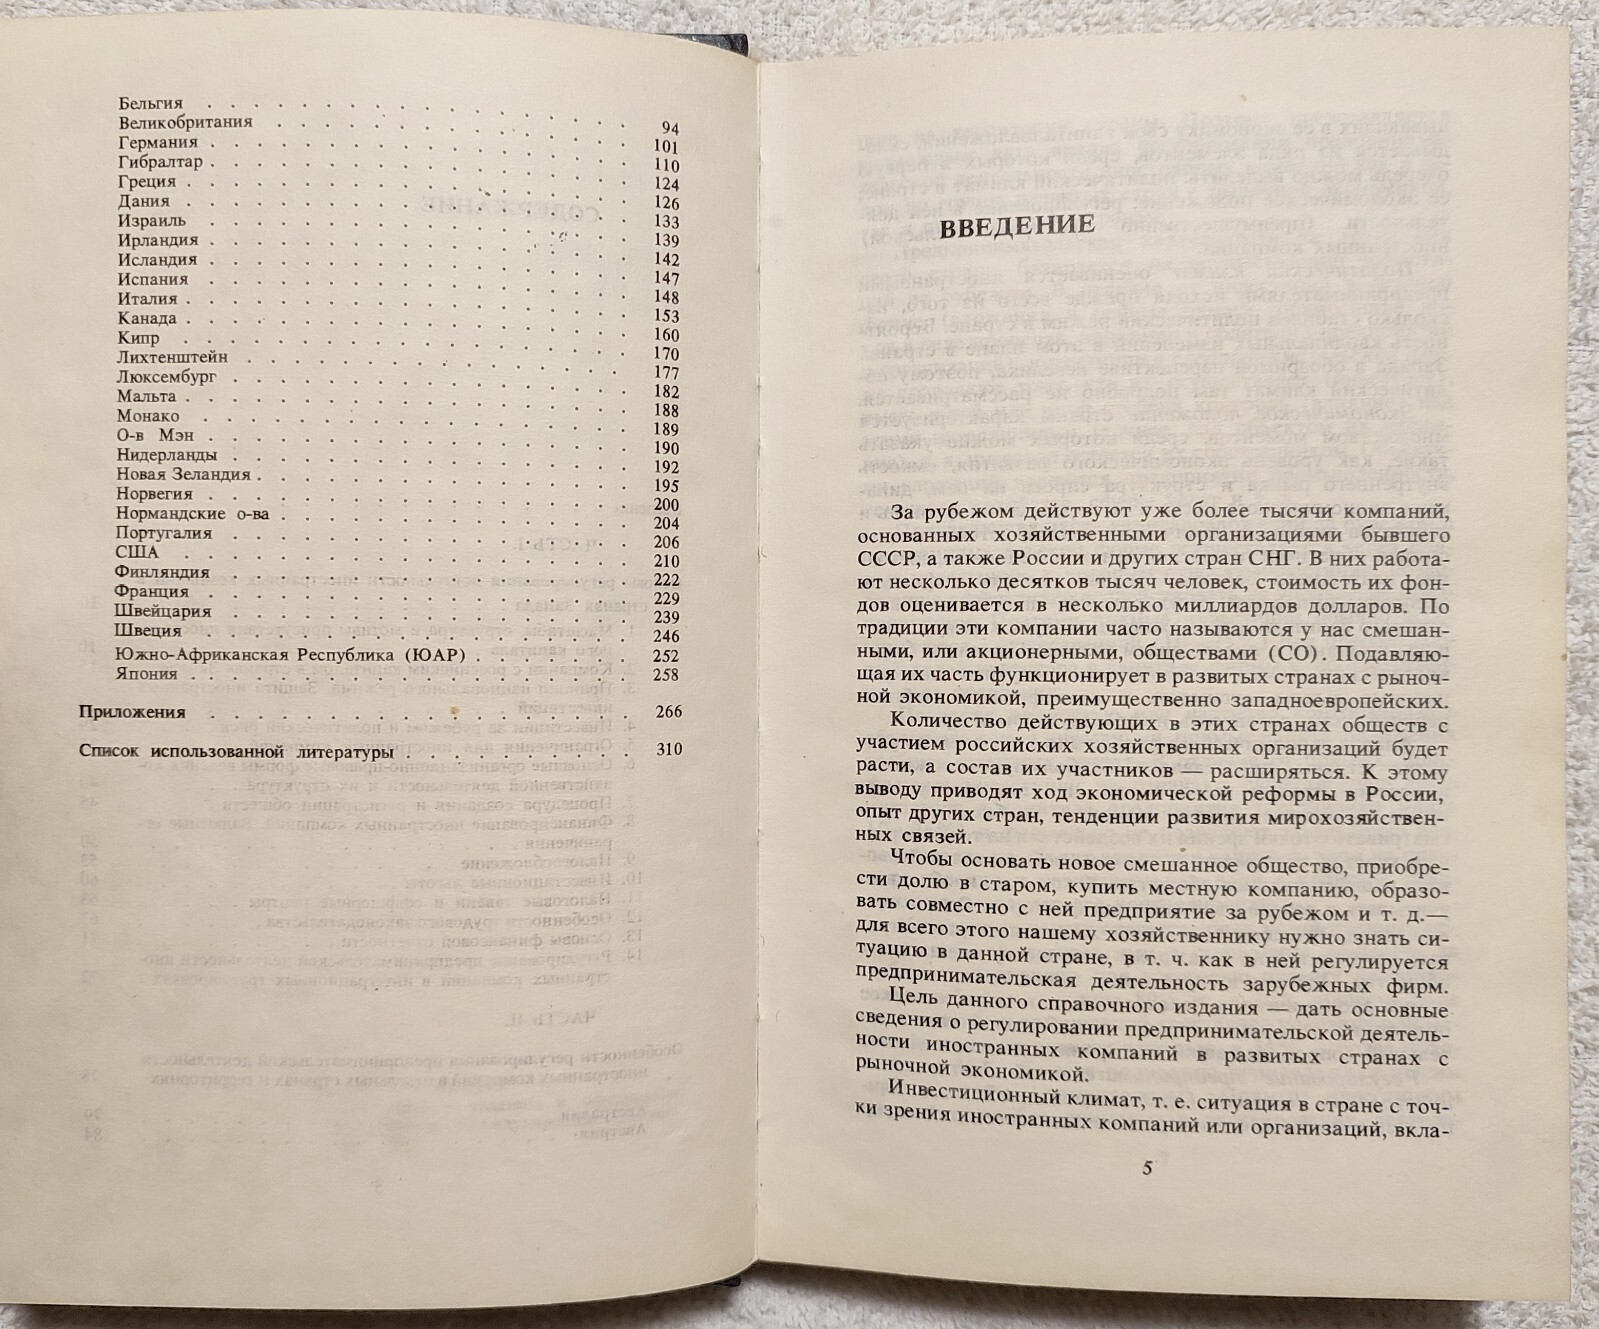 Бельгия . . . . . . . . . . . . . . 94
Великобритания . . . . . . . . . . . . 101
Германия . . . . . . . . . . . . . . 110
Гибралтар . . . . . . . . . . . . . . 124
Греция . . . . . . . . . . . . . . . 126
Дания . . . . . . . . . . . . . . . 133
Израиль . . . . . . . . . . . . . . 139
Ирландия . . . . . . . . . . . . . . 142
Исландия . . . . . . . . . . . . . . 147
Испания . . . . . . . . . . . . . . 148
Италия . . . . . . . . . . . . . . . 153
Канада . . . . . . . . . . . . . . . 160
Кипр . . . . . . . . . . . . . . . 170
Лихтенштейн . . . . . . . . . . . . . 177
Люксембург . . . . . . . . . . . . . 182
Мальта . . . . . . . . . . . . . . . 188
Монако . . . . . . . . . . . . . . 189
О-в Мэн . . . . . . . . . . . . . . 190
Нидерланды . . . . . . . . . . . . . 192
Новая Зеландия . . . . . . . . . . . . 195
Норвегия . . . . . . . . . . . . . . 200
Нормандские о-ва . . . . . . . . . . . 204
Португалия . . . . . . . . . . . . . 206
США . . . . . . . . . . . . . . . 210
Финляндия . . . . . . . . . . . . . 222
Франция . . . . . . . . . . . . . . 229
Швейцария . . . . . . . . . . . . . 239
Швеция . . . . . . . . . . . . . . 246
Южно-Африканская Республика (ЮАР) . . . . . . 252
Япония . . . . . . . . . . . . . . . 258
Приложения . . . . . . . . . . . . . . 266
Список использованной литературы . . . . . . . . 310
ВВЕДЕНИЕ
За рубежом действуют уже более тысячи компаний,
основанных хозяйственными организациями бывшего
СССР, а также России и других стран СНГ. В них работа-
ют несколько десятков тысяч человек, стоимость их фон-
дов оценивается в несколько миллиардов долларов. По
традиции эти компании часто называются у нас смешан-
ными, или акционерными, обществами (СО). Подавляю-
щая их часть функционирует в развитых странах с рыноч-
ной экономикой, преимущественно западноевропейских.
Количество действующих в этих странах обществ с
участием российских хозяйственных организаций будет
расти, а состав их участников — расширяться. К этому
выводу приводят ход экономической реформы в России,
опыт других стран, тенденции развития мирохозяйствен-
ных связей.
Чтобы основать новое смешанное общество, приобре-
сти долю в старом, купить местную компанию, образо-
вать совместно с ней предприятие за рубежом и т. д.—
для всего этого нашему хозяйственнику нужно знать си-
туацию в данной стране, в т. ч. как в ней регулируется
предпринимательская деятельность зарубежных фирм.
Цель данного справочного издания — дать основные
сведения о регулировании предпринимательской деятель-
ности иностранных компаний в развитых странах с
рыночной экономикой.
Инвестиционный климат, т. е. ситуация в стране с точ-
ки зрения иностранных компаний или организаций, вкла-
5